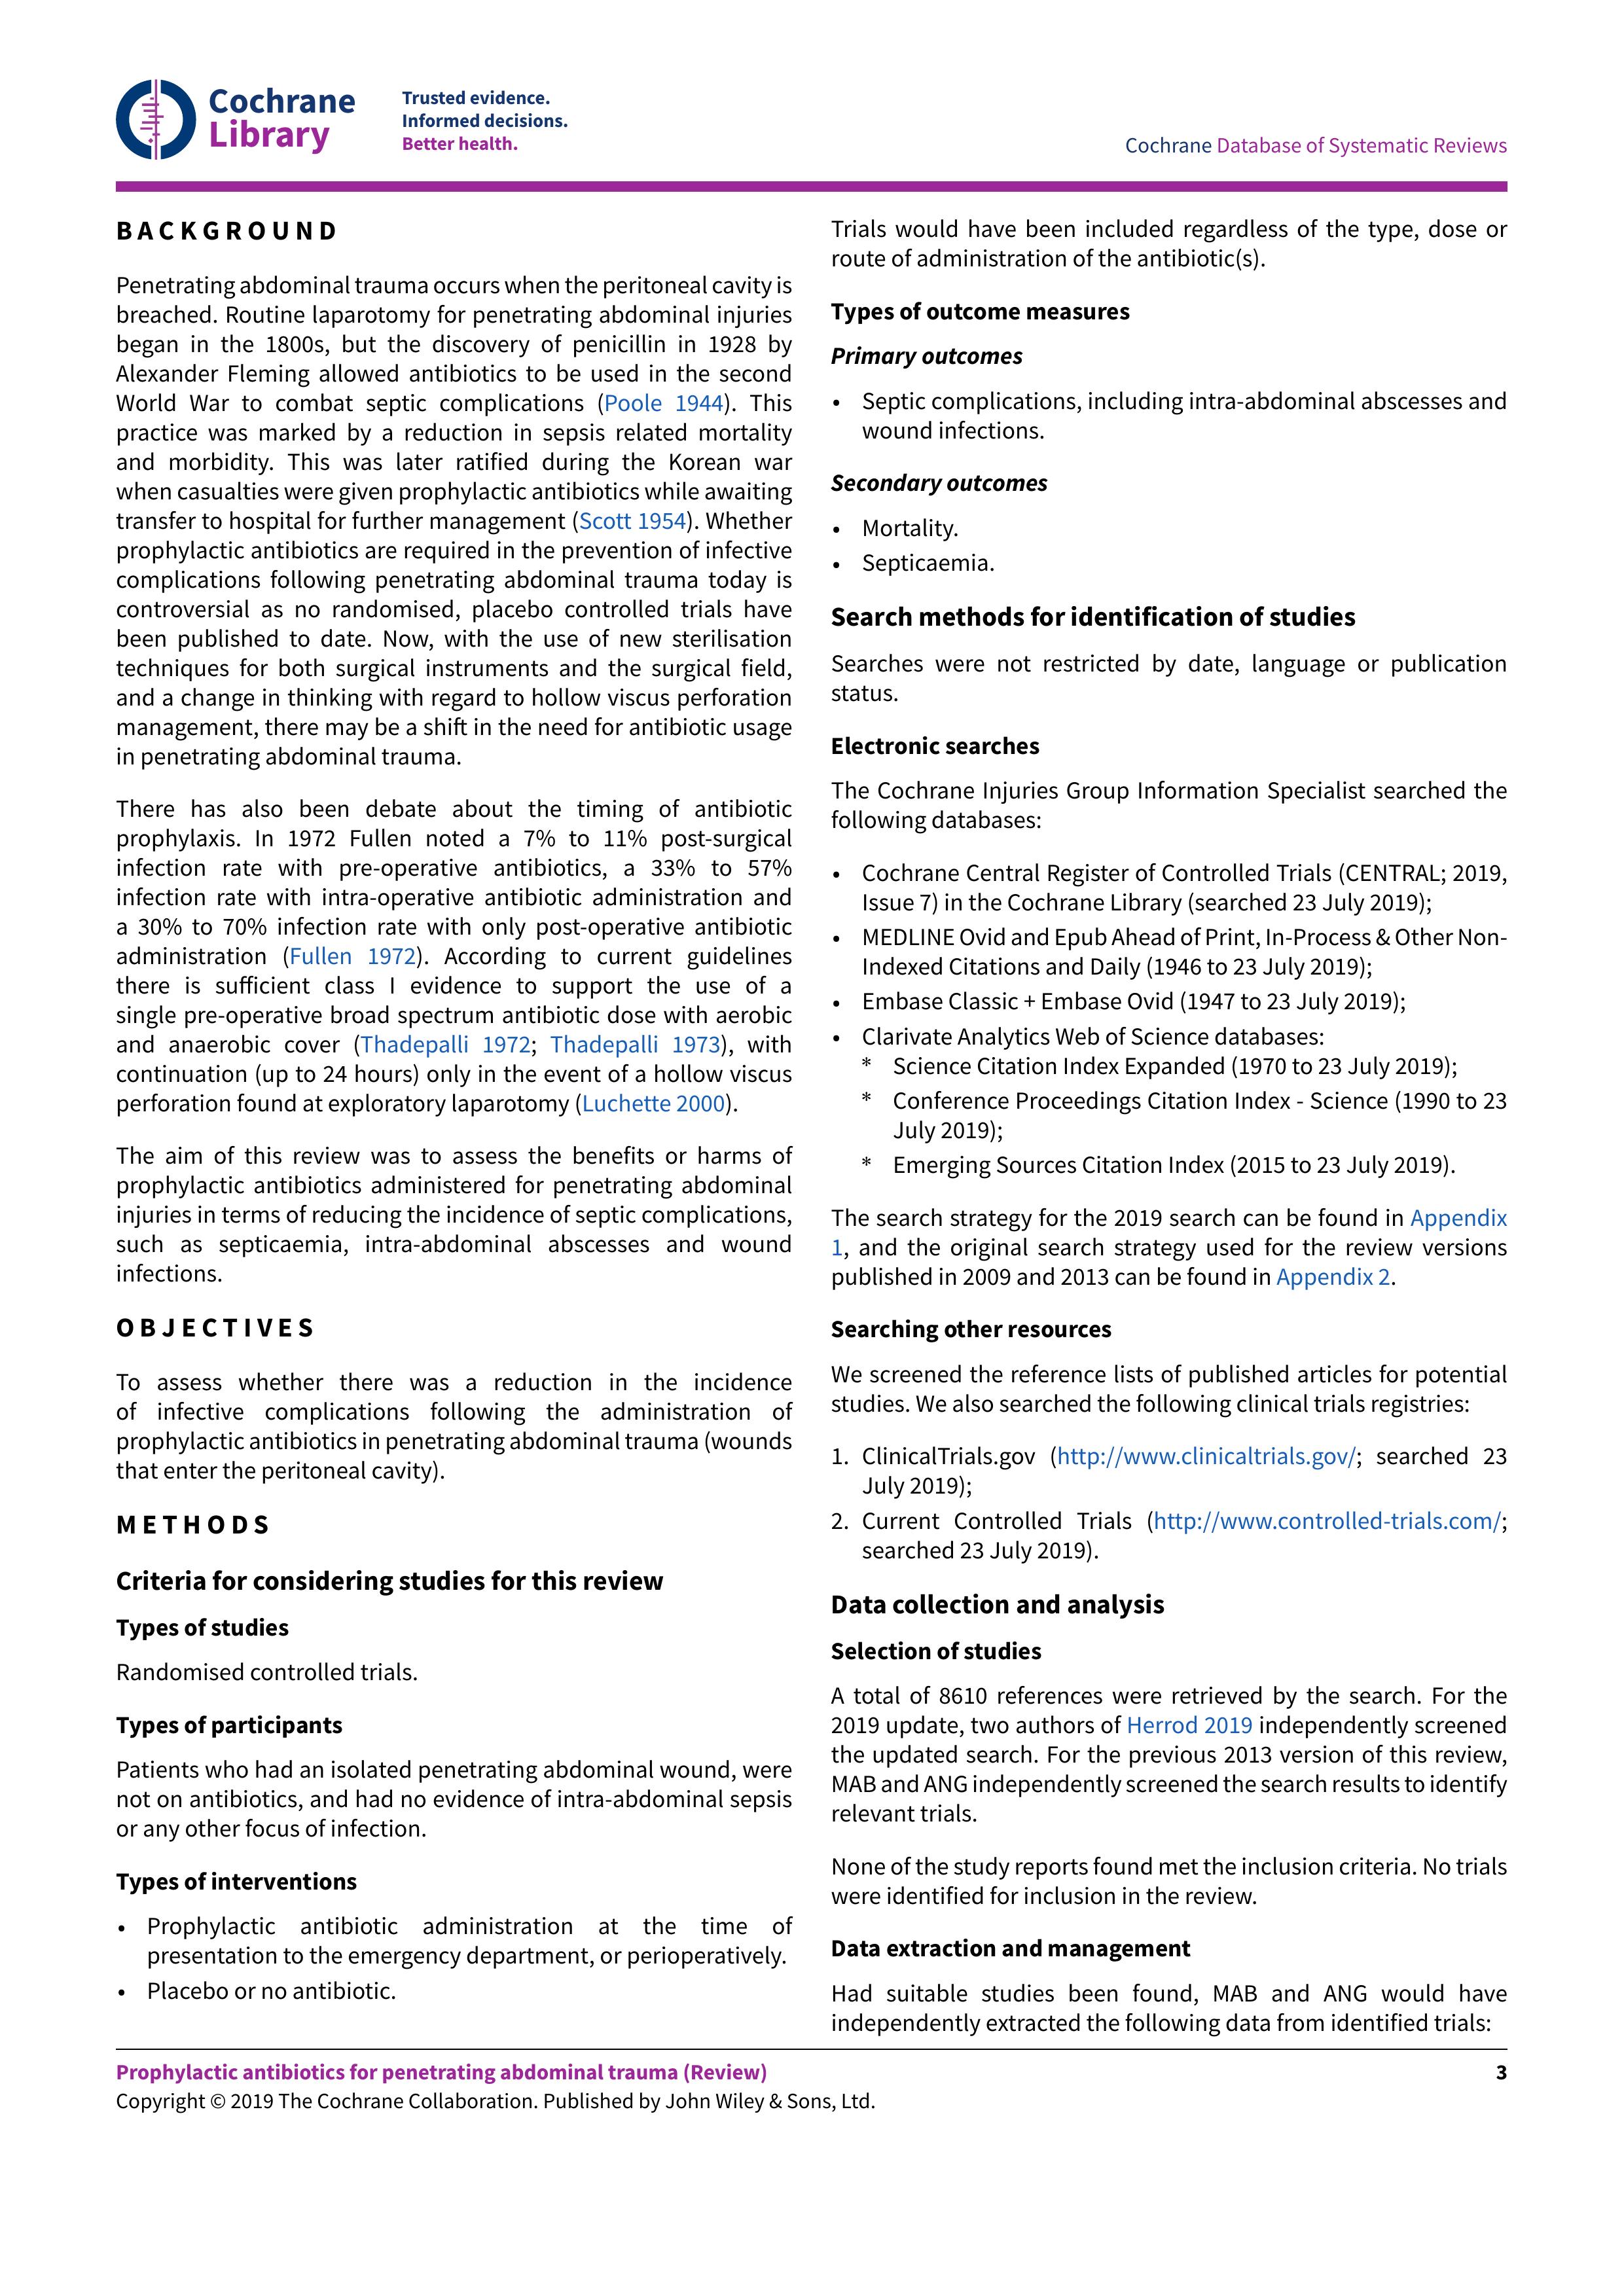 Cochrane
Library
Trusted evidence.
Informed decisions.
Better health.
Cochrane Database of Systematic Reviews
BACKGROUND
Penetrating abdominal trauma occurs when the peritoneal cavity is
breached. Routine laparotomy for penetrating abdominal injuries
began in the 1800s, but the discovery of penicillin in 1928 by
Alexander Fleming allowed antibiotics to be used in the second
World War to combat septic complications (Poole 1944). This
practice was marked by a reduction in sepsis related mortality
and morbidity. This was later ratified during the Korean war
when casualties were given prophylactic antibiotics while awaiting
transfer to hospital for further management (Scott 1954). Whether
prophylactic antibiotics are required in the prevention of infective
complications following penetrating abdominal trauma today is
controversial as no randomised, placebo controlled trials have
been published to date. Now, with the use of new sterilisation
techniques for both surgical instruments and the surgical field,
and a change in thinking with regard to hollow viscus perforation
management, there may be a shift in the need for antibiotic usage
in penetrating abdominal trauma.
There has also been debate about the timing of antibiotic
prophylaxis. In 1972 Fullen noted a 7% to 11% post-surgical
infection rate with pre-operative antibiotics, a 33% to 57%
infection rate with intra-operative antibiotic administration and
a 30% to 70% infection rate with only post-operative antibiotic
administration (Fullen 1972). According to current guidelines
there is sufficient class I evidence to support the use of a
single pre-operative broad spectrum antibiotic dose with aerobic
and anaerobic cover (Thadepalli 1972; Thadepalli 1973), with
continuation (up to 24 hours) only in the event of a hollow viscus
perforation found at exploratory laparotomy (Luchette 2000).
The aim of this review was to assess the benefits or harms of
prophylactic antibiotics administered for penetrating abdominal
injuries in terms of reducing the incidence of septic complications,
such as septicaemia, intra-abdominal abscesses and wound
infections.
OBJECTIVES
To assess whether there was a reduction in the incidence
of infective complications following the administration of
prophylactic antibiotics in penetrating abdominal trauma (wounds
that enter the peritoneal cavity).
METHODS
Criteria for considering studies for this review
Types of studies
Randomised controlled trials.
Types of participants
Patients who had an isolated penetrating abdominal wound, were
not on antibiotics, and had no evidence of intra-abdominal sepsis
or any other focus of infection.
Types of interventions
• Prophylactic antibiotic administration at the time of
presentation to the emergency department, or perioperatively.
• Placebo or no antibiotic.
Trials would have been included regardless of the type, dose or
route of administration of the antibiotic(s).
Types of outcome measures
Primary outcomes
• Septic complications, including intra-abdominal abscesses and
wound infections.
Secondary outcomes
• Mortality.
• Septicaemia.
Search methods for identification of studies
Searches were not restricted by date, language or publication
status.
Electronic searches
The Cochrane Injuries Group Information Specialist searched the
following databases:
• Cochrane Central Register of Controlled Trials (CENTRAL; 2019,
Issue 7) in the Cochrane Library (searched 23 July 2019);
• MEDLINE Ovid and Epub Ahead of Print, In-Process & Other Non-
Indexed Citations and Daily (1946 to 23 July 2019);
• Embase Classic + Embase Ovid (1947 to 23 July 2019);
• Clarivate Analytics Web of Science databases:
* Science Citation Index Expanded (1970 to 23 July 2019);
* Conference Proceedings Citation Index - Science (1990 to 23
July 2019);
* Emerging Sources Citation Index (2015 to 23 July 2019).
The search strategy for the 2019 search can be found in Appendix
1, and the original search strategy used for the review versions
published in 2009 and 2013 can be found in Appendix 2.
Searching other resources
We screened the reference lists of published articles for potential
studies. We also searched the following clinical trials registries:
1. ClinicalTrials.gov (http://www.clinicaltrials.gov/; searched 23
July 2019);
2. Current Controlled Trials (http://www.controlled-trials.com/;
searched 23 July 2019).
Data collection and analysis
Selection of studies
A total of 8610 references were retrieved by the search. For the
2019 update, two authors of Herrod 2019 independently screened
the updated search. For the previous 2013 version of this review,
MAB and ANG independently screened the search results to identify
relevant trials.
None of the study reports found met the inclusion criteria. No trials
were identified for inclusion in the review.
Data extraction and management
Had suitable studies been found, MAB and ANG would have
independently extracted the following data from identified trials:
Prophylactic antibiotics for penetrating abdominal trauma (Review)
3
Copyright © 2019 The Cochrane Collaboration. Published by John Wiley & Sons, Ltd.